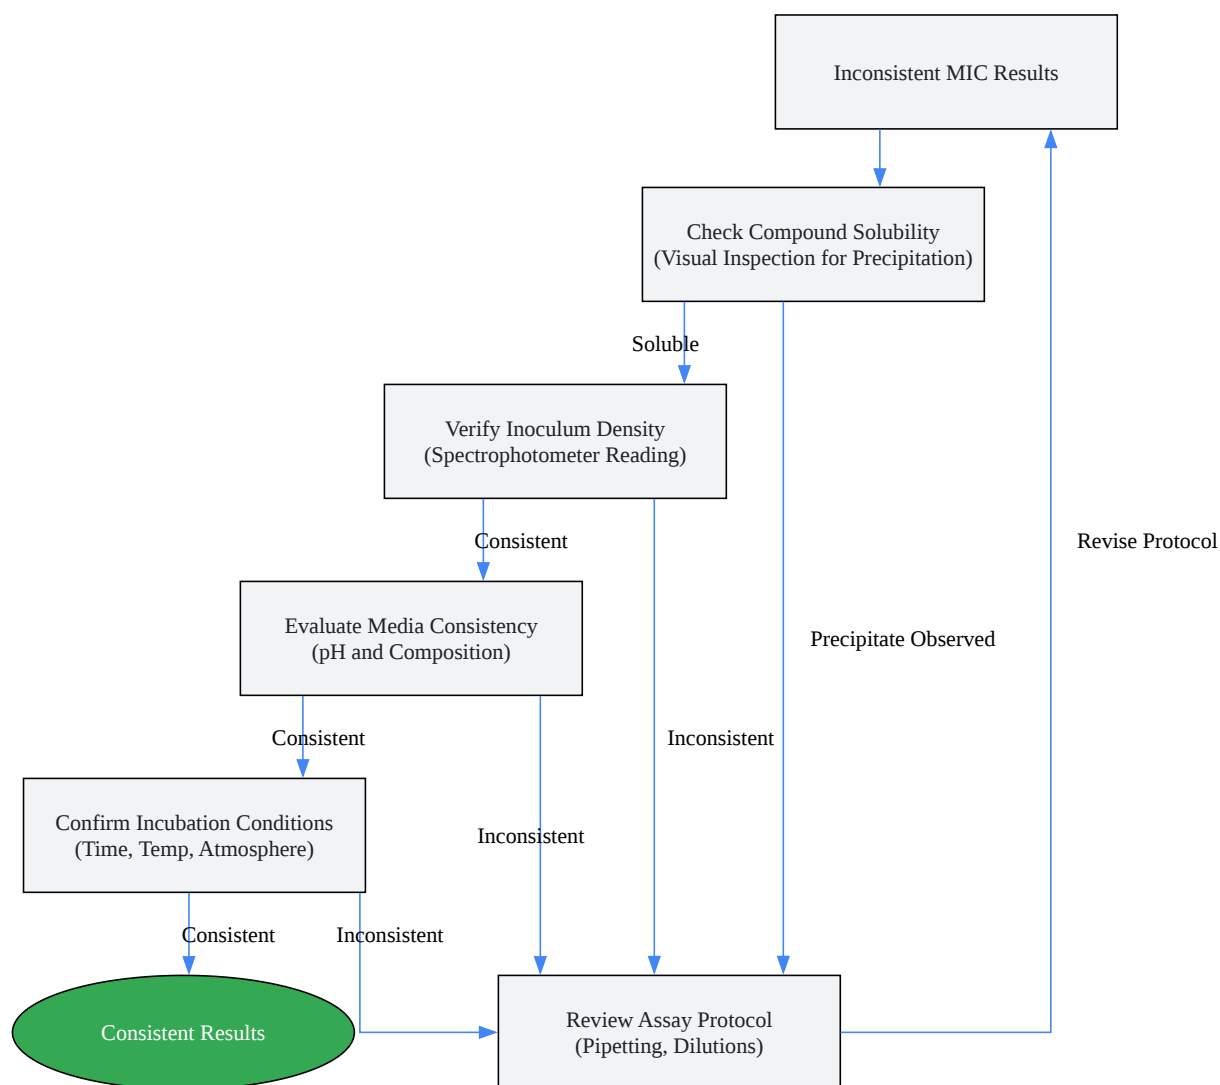 Inconsistent MIC Results
Check Compound Solubility
(Visual Inspection for Precipitation)
Soluble
Verify Inoculum Density
(Spectrophotometer Reading)
Consistent
Revise Protocol
Evaluate Media Consistency
(pH and Composition)
Precipitate Observed
Consistent
Inconsistent
Confirm Incubation Conditions
(Time, Temp, Atmosphere)
Inconsistent
Consistent
Inconsistent
Consistent Results
Review Assay Protocol
(Pipetting, Dilutions)